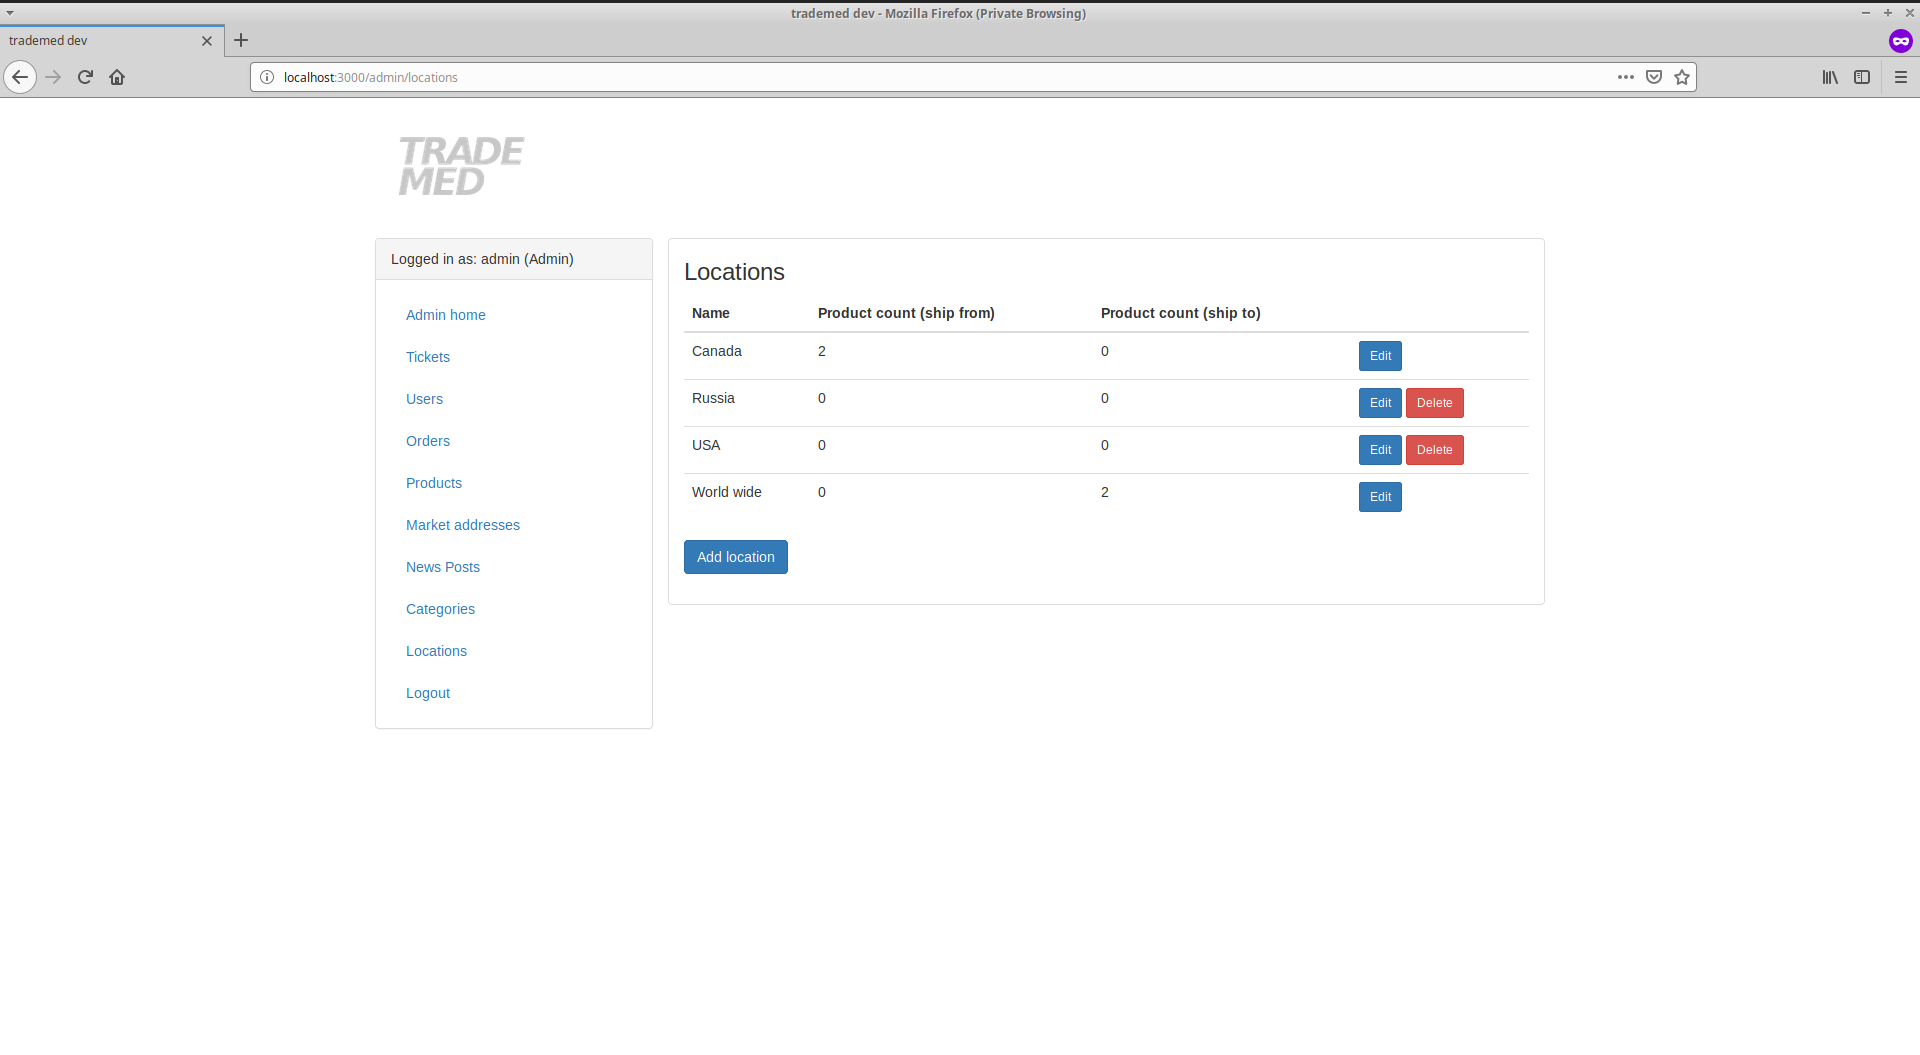 trademed dev - Mozilla Firefox (Private Browsing)
trademed dev
localhost:3000/admin/locations
TRADE
MED
Logged in as: admin (Admin)
Admin home
Tickets
Users
Orders
Products
Market addresses
News Posts
Categories
Locations
Logout
Locations
Name Product count (ship from) Product count (ship to)
Canada 2 0 Edit
Russia 0 0 Edit Delete
USA 0 0 Edit Delete
World wide 0 2 Edit
Add location